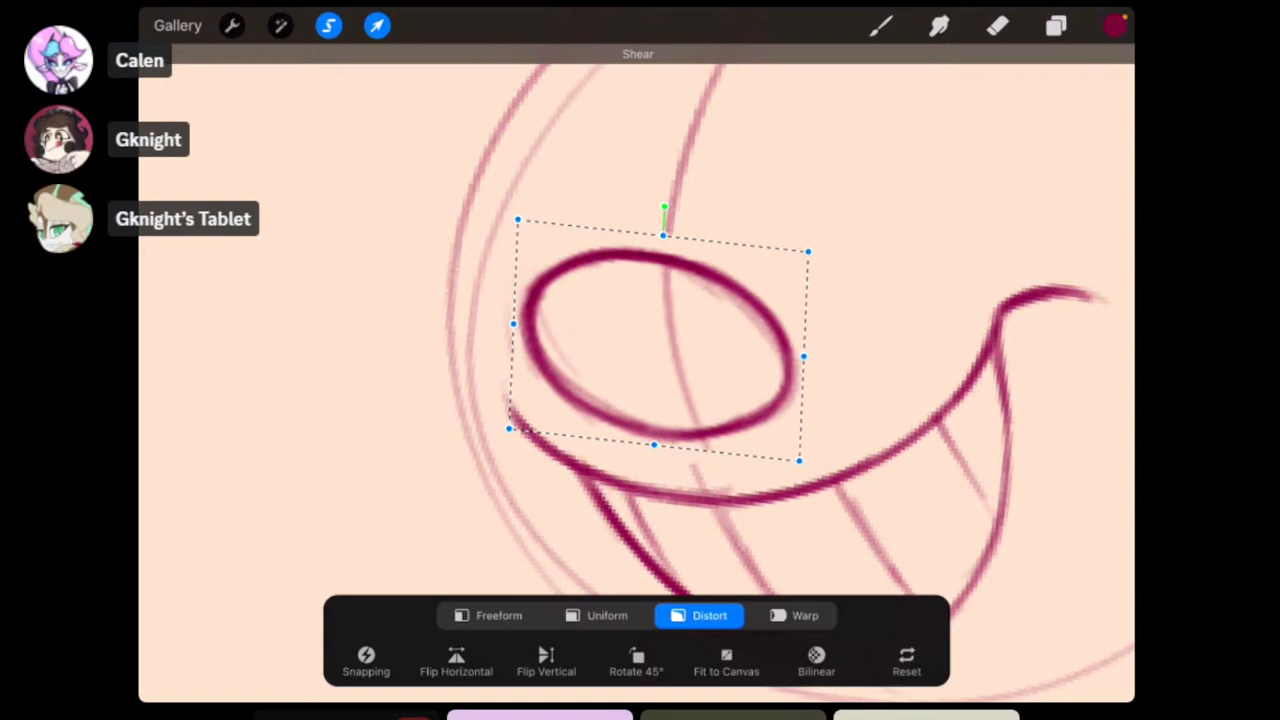 Gallery
Shear
Calen
Gknight
Gknight’s Tablet
Freeform Uniform Distort Warp
Snapping Flip Horizontal Flip Vertical Rotate 45° Fit to Canvas Bilinear Reset